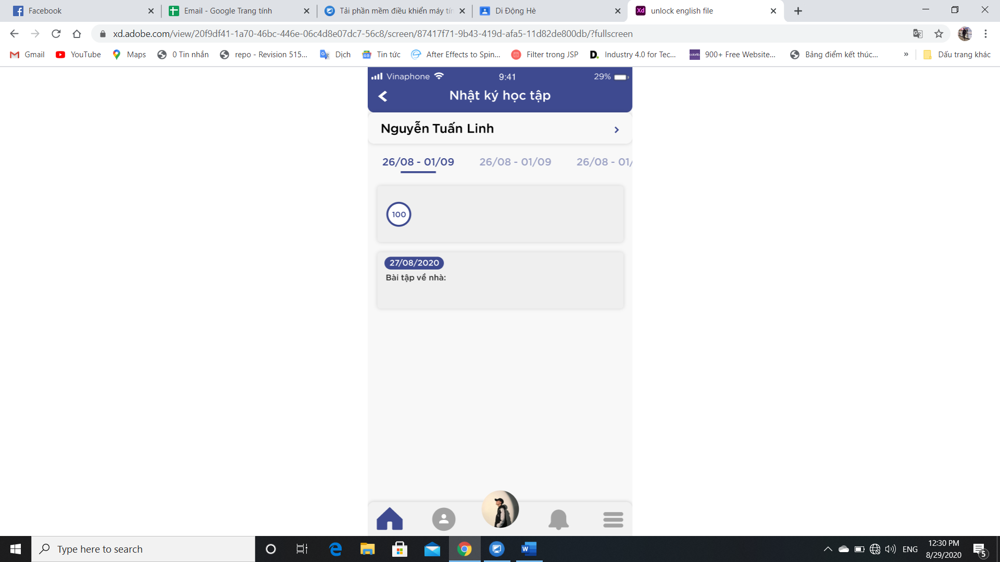 Facebook
Email - Google Trang tính
Tải phần mềm điều khiển máy tín
Di Động Hè
Xd unlock english file
xd.adobe.com/view/20f9df41-1a70-46bc-446e-06c4d8e07dc7-56c8/screen/87417f71-9b43-419d-afa5-11d82de800db/?fullscreen
Gmail
YouTube
Maps
0 Tin nhắn
repo - Revision 515...
Dịch
Tin tức
After Effects to Spin...
Filter trong JSP
D. Industry 4.0 for Tec...
900+ Free Website...
Bảng điểm kết thúc...
»
Dấu trang khác
Vinaphone 9:41 29%
Nhật ký học tập
Nguyễn Tuấn Linh
26/08 - 01/09 26/08 - 01/09 26/08 - 01/
100
27/08/2020
Bài tập về nhà:
Type here to search
ENG
12:30 PM
8/29/2020
5